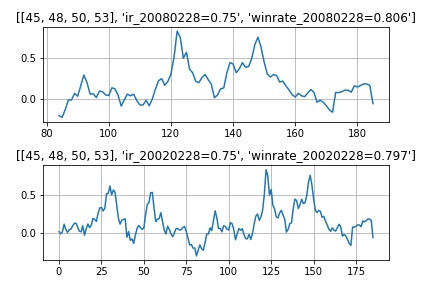 [[45, 48, 50, 53], 'ir_20080228=0.75', 'winrate_20080228=0.806']
0.5
0.0
80 100 120 140 160 180
[[45, 48, 50, 53], 'ir_20020228=0.75', 'winrate_20020228=0.797']
0.5
0.0
0 25 50 75 100 125 150 175